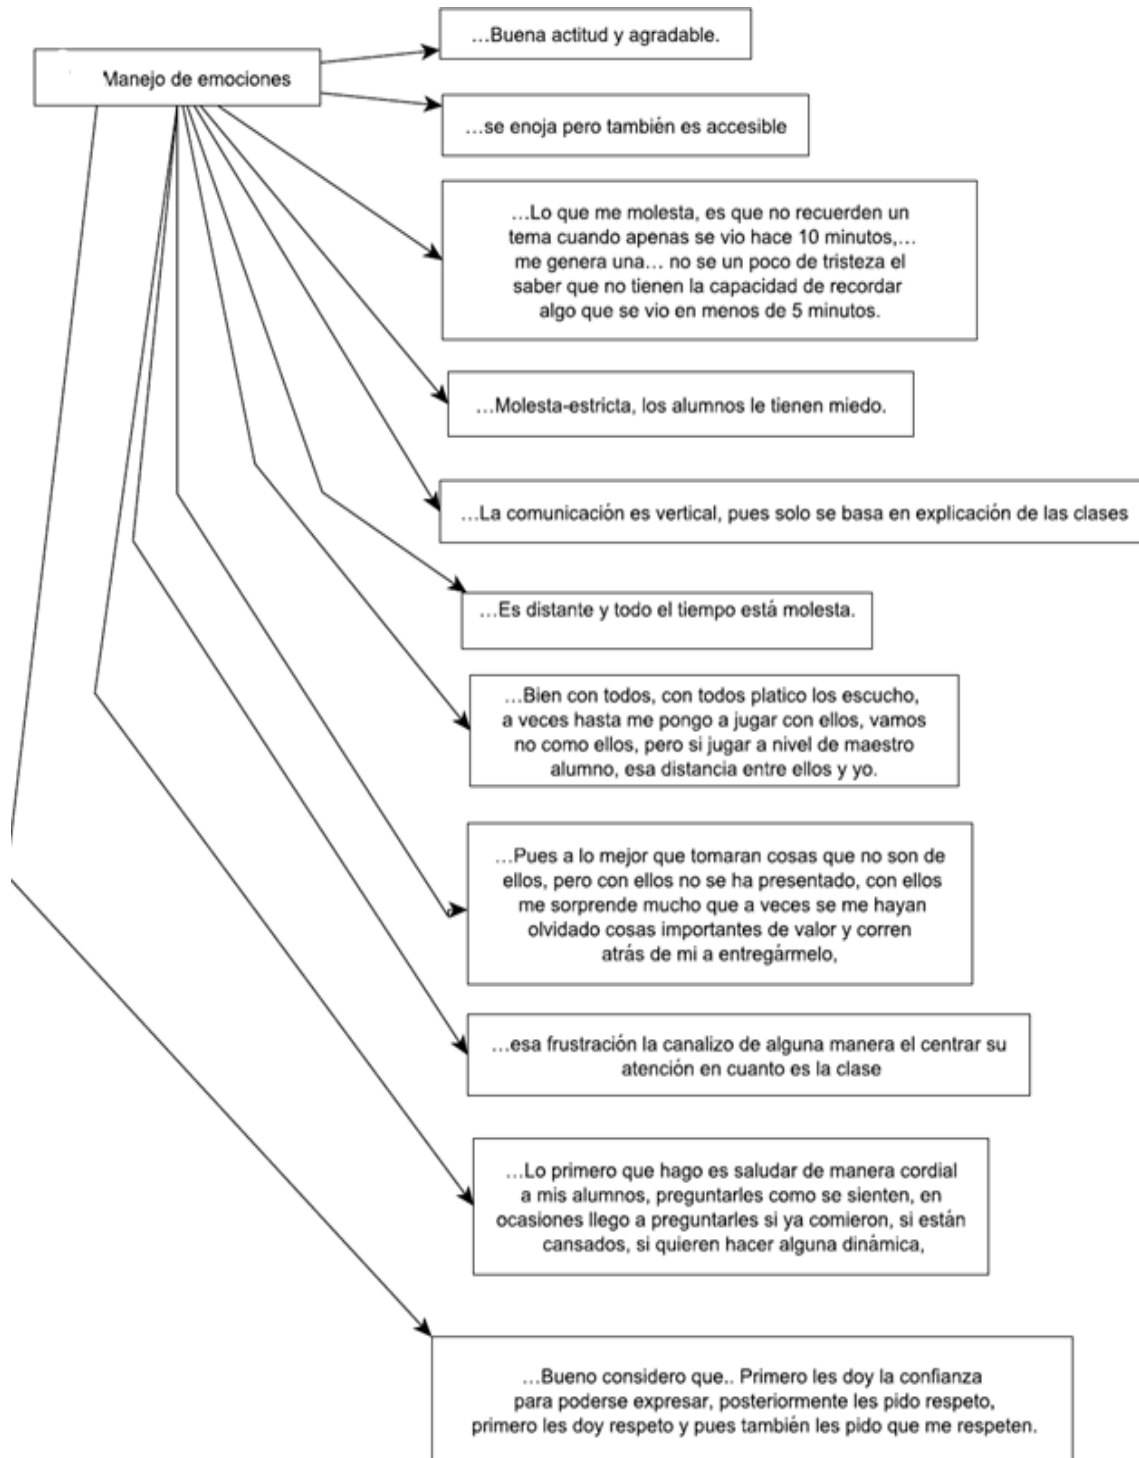 …Buena actitud y agradable.
Manejo de emociones
…se enoja pero también es accesible
…Lo que me molesta, es que no recuerden un
tema cuando apenas se vio hace 10 minutos,…
me genera una… no se un poco de tristeza el
saber que no tienen la capacidad de recordar
algo que se vio en menos de 5 minutos.
…Molesta-estricta, los alumnos le tienen miedo.
…La comunicación es vertical, pues solo se basa en explicación de las clases
…Es distante y todo el tiempo está molesta.
…Bien con todos, con todos platico los escucho,
a veces hasta me pongo a jugar con ellos, vamos
no como ellos, pero si jugar a nivel de maestro
alumno, esa distancia entre ellos y yo.
…Pues a lo mejor que tomaran cosas que no son de
ellos, pero con ellos no se ha presentado, con ellos
me sorprende mucho que a veces se me hayan
olvidado cosas importantes de valor y corren
atrás de mi a entregármelo,
…esa frustración la canalizo de alguna manera el centrar su
atención en cuanto es la clase
…Lo primero que hago es saludar de manera cordial
a mis alumnos, preguntarles como se sienten, en
ocasiones llego a preguntarles si ya comieron, si están
cansados, si quieren hacer alguna dinámica,
…Bueno considero que.. Primero les doy la confianza
para poderse expresar, posteriormente les pido respeto,
primero les doy respeto y pues también les pido que me respeten.